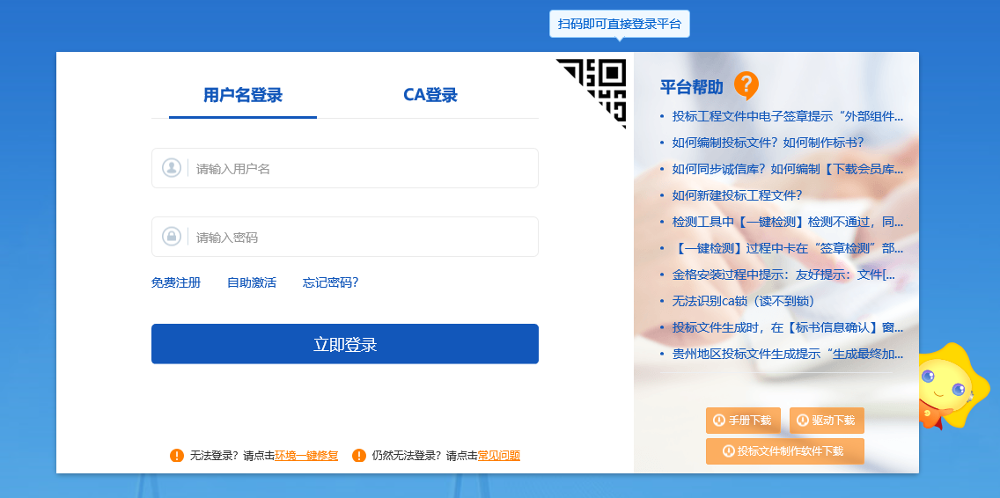 扫码即可直接登录平台
用户名登录
CA登录
请输入用户名
请输入密码
免费注册
自助激活
忘记密码?
立即登录
无法登录? 请点击环境一键修复
仍然无法登录? 请点击常见问题
平台帮助
投标工程文件中电子签章提示“外部组件...
如何编制投标文件？如何制作标书？
如何同步诚信库？如何编制【下载会员库...
如何新建投标工程文件？
检测工具中【一键检测】检测不通过，同...
【一键检测】过程中卡在“签章检测”部...
金格安装过程中提示：友好提示：文件[...
无法识别ca锁（读不到锁）
投标文件生成时，在【标书信息确认】窗...
贵州地区投标文件生成提示“生成最终加...
手册下载
驱动下载
投标文件制作软件下载